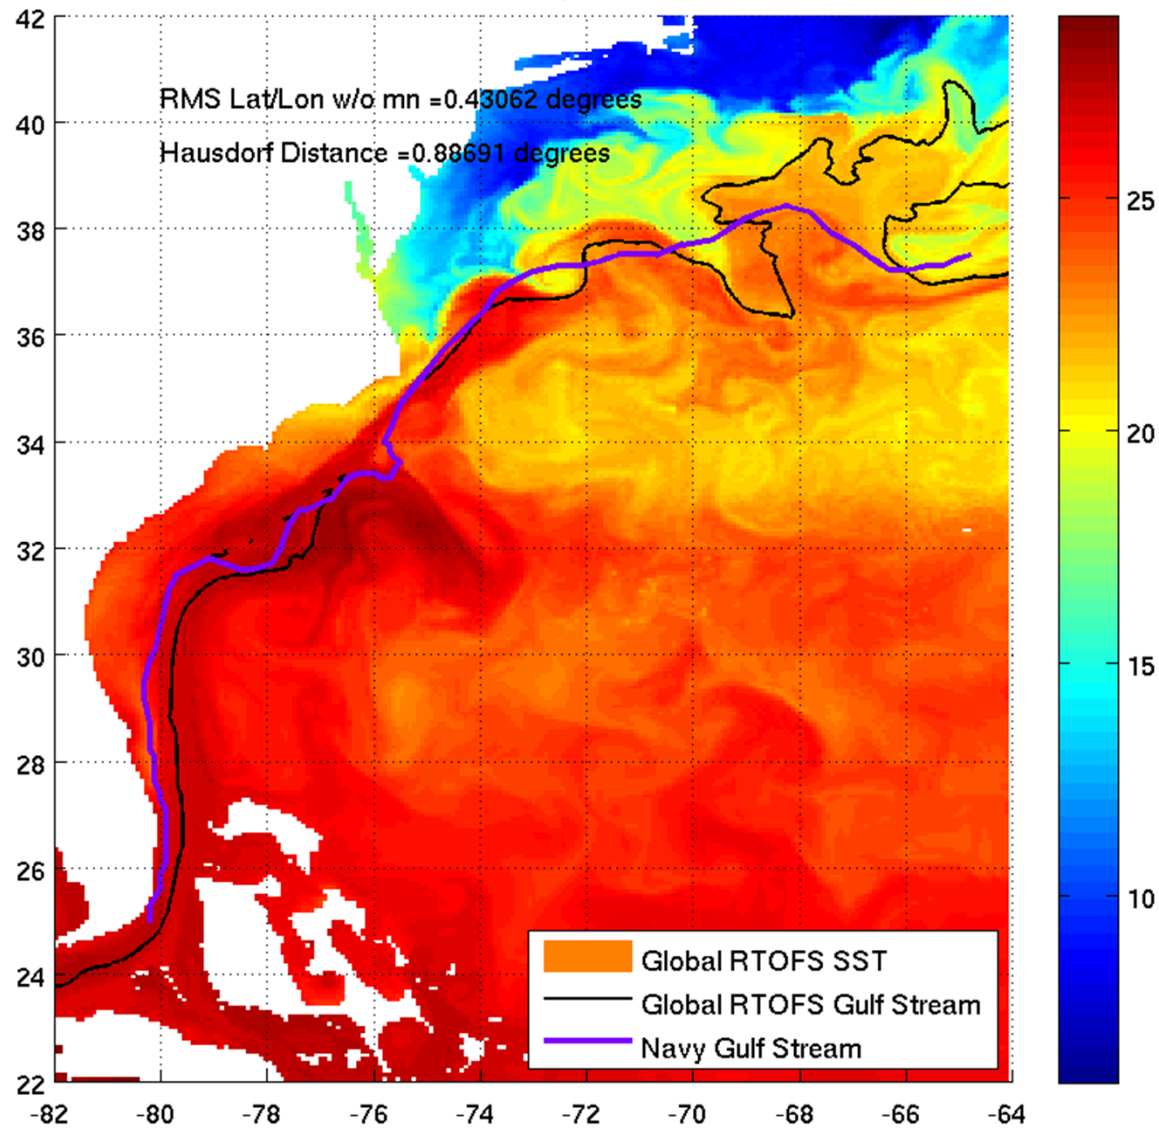 42
RMS Lat/Lon w/o mn =0.43062 degrees
40
Hausdorf Distance =0.88691 degrees
38
36
34
32
30
28
26
24
22
-82 -80 -78 -76 -74 -72 -70 -68 -66 -64
25
20
15
10
Global RTOFS SST
Global RTOFS Gulf Stream
Navy Gulf Stream